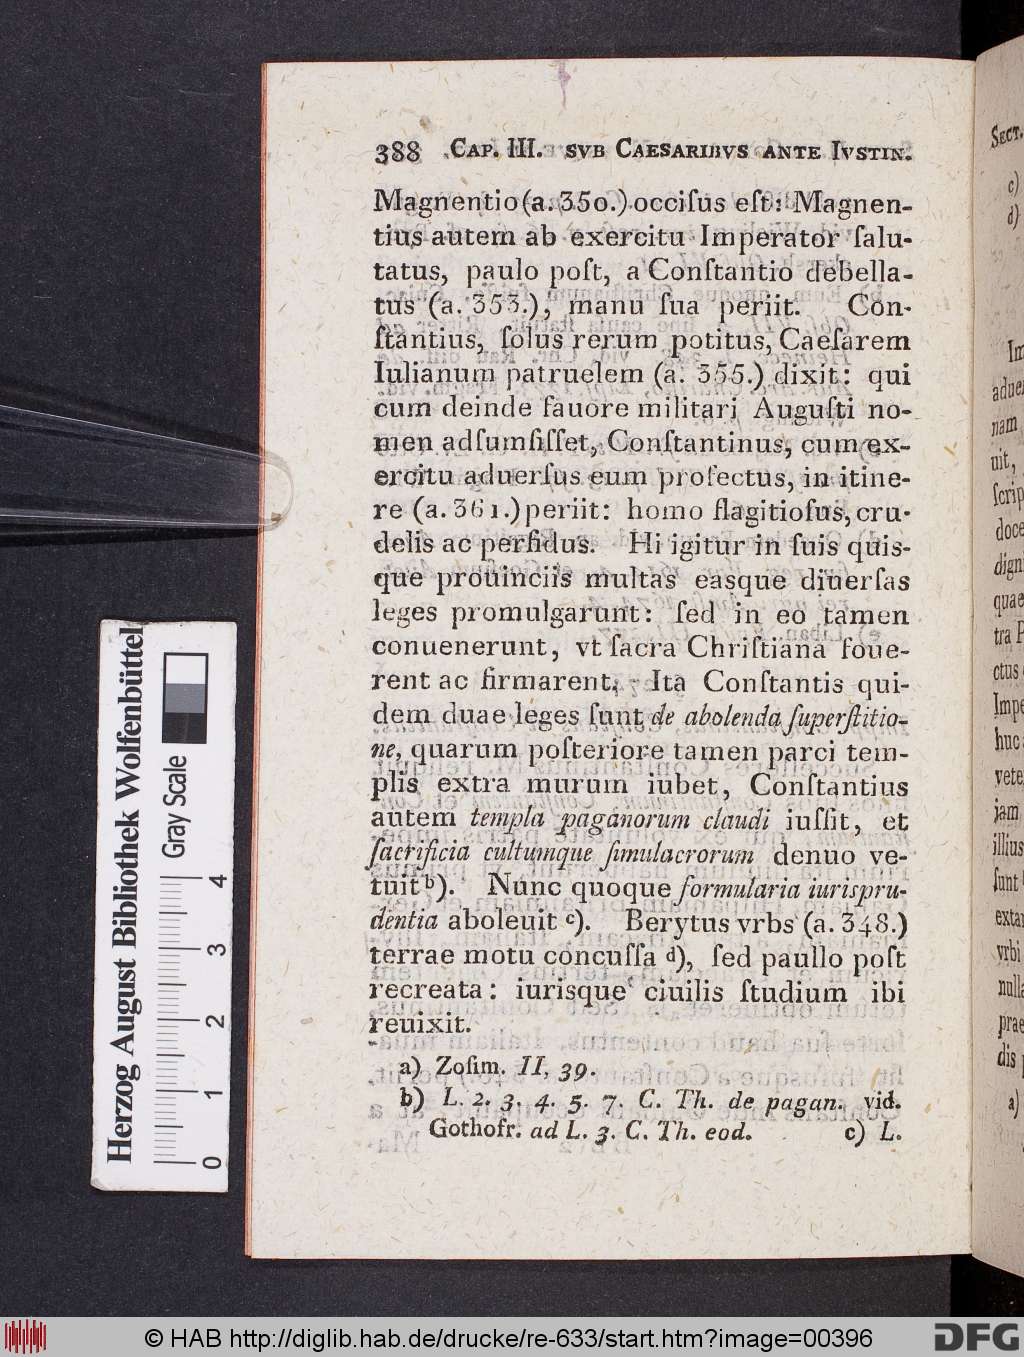 388 CAP. III. SVB CAESARIBVS ANTE IVSTIN.
Magnentio (a. 350.) occiſus eſt: Magnen-
tius autem ab exercitu Imperator ſalu-
tatus, paulo poſt, a Conſtantio debella-
tus (a. 353.), manu ſua periit. Con-
ſtantius, ſolus rerum potitus, Caeſarem
Iulianum patruelem (a. 355.) dixit: qui
cum deinde fauore militari Auguſti no-
men adſumſiſſet, Conſtantinus, cum ex-
ercitu aduerſus eum profectus, in itine-
re (a. 361.) periit: homo flagitioſus, cru-
delis ac perfidus. Hi igitur in ſuis quis-
que prouinciis multas easque diuerſas
leges promulgarunt: ſed in eo tamen
conuenerunt, vt ſacra Chriſtiana foue-
rent ac firmarent. Ita Conſtantis qui-
dem duae leges ſunt de abolenda ſuperſtitio-
ne, quarum poſteriore tamen parci tem-
plis extra murum iubet, Conſtantius
autem templa paganorum claudi iuſſit, et
ſacrificia cultumque ſimulacrorum denuo ve-
tuit b). Nunc quoque formularia iurispru-
dentia aboleuit c). Berytus vrbs (a. 348.)
terrae motu concuſſa d), ſed paullo poſt
recreata: iurisque ciuilis ſtudium ibi
reuixit.
a) Zoſim. II, 39.
b) L. 2. 3. 4. 5. 7. C. Th. de pagan. vid.
Gothofr. ad L. 3. C. Th. eod. c) L.
SECT.
c)
d)
Herzog August Bibliothek Wolfenbüttel
Gray Scale
0 1 2 3 4
© HAB http://diglib.hab.de/drucke/re-633/start.htm?image=00396
DFG